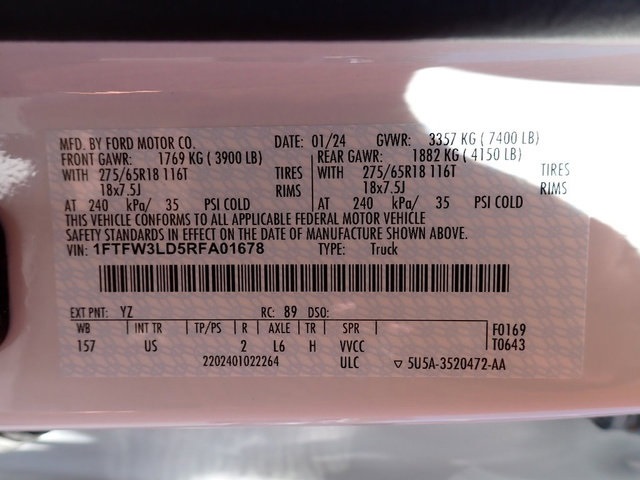 MFD. BY FORD MOTOR CO. DATE: 01/24 GVWR: 3357 KG ( 7400 LB)
FRONT GAWR: 1769 KG ( 3900 LB) REAR GAWR: 1882 KG ( 4150 LB)
WITH 275/65R18 116T TIRES WITH 275/65R18 116T TIRES
18x7.5J RIMS 18x7.5J RIMS
AT 240 kPa/ 35 PSI COLD AT 240 kPa/ 35 PSI COLD
THIS VEHICLE CONFORMS TO ALL APPLICABLE FEDERAL MOTOR VEHICLE
SAFETY STANDARDS IN EFFECT ON THE DATE OF MANUFACTURE SHOWN ABOVE.
VIN: 1FTFW3LD5RFA01678 TYPE: Truck
EXT PNT: YZ RC: 89 DSO:
WB INT TR TP/PS R AXLE TR SPR F0169
157 US 2 L6 H VVCC T0643
2202401022264 ULC ▽ 5U5A-3520472-AA